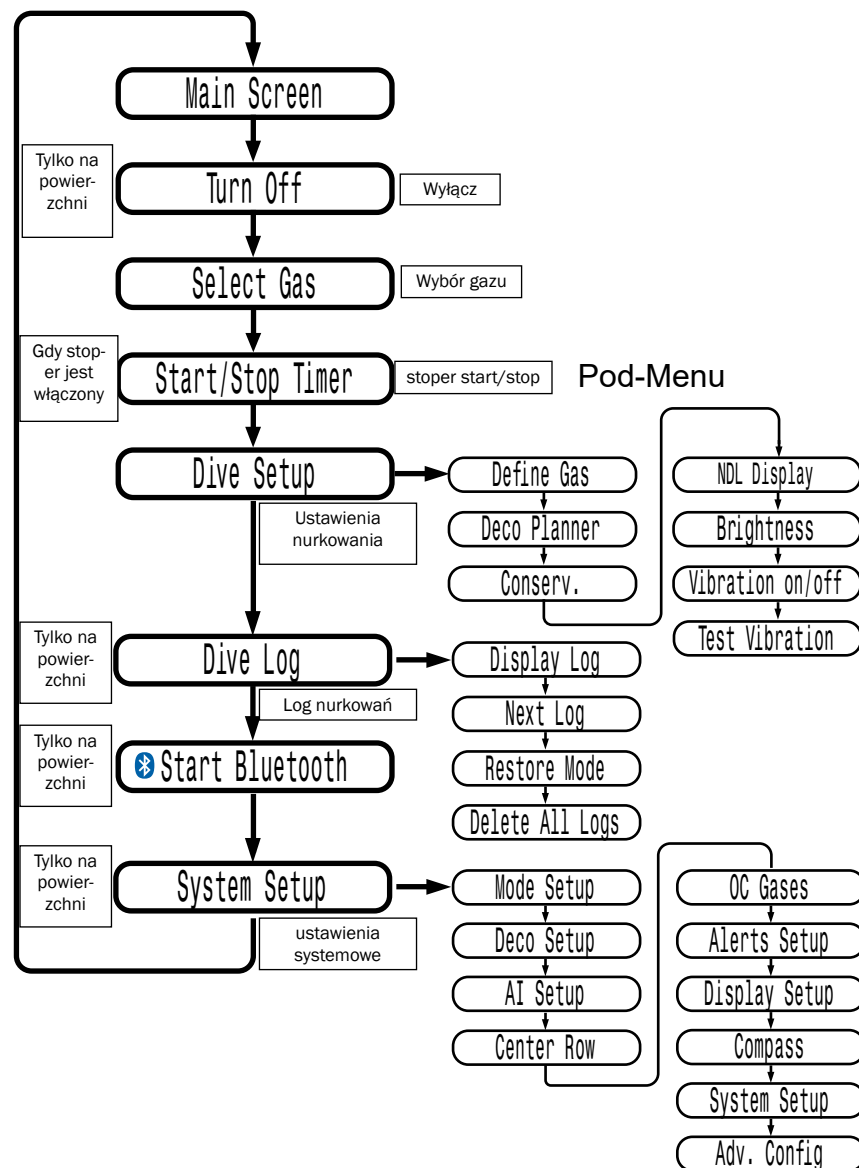 Main Screen
Tylko na
powier-
zchni
Turn Off
Wyłącz
Select Gas
Wybór gazu
Gdy stop-
er jest
włączony
Start/Stop Timer
stoper start/stop
Pod-Menu
Dive Setup
Ustawienia
nurkowania
Define Gas
Deco Planner
Conserv.
NDL Display
Brightness
Vibration on/off
Test Vibration
Tylko na
powier-
zchni
Dive Log
Log nurkowań
Display Log
Next Log
Restore Mode
Delete All Logs
Tylko na
powier-
zchni
Start Bluetooth
Tylko na
powier-
zchni
System Setup
ustawienia
systemowe
Mode Setup
Deco Setup
AI Setup
Center Row
OC Gases
Alerts Setup
Display Setup
Compass
System Setup
Adv. Config